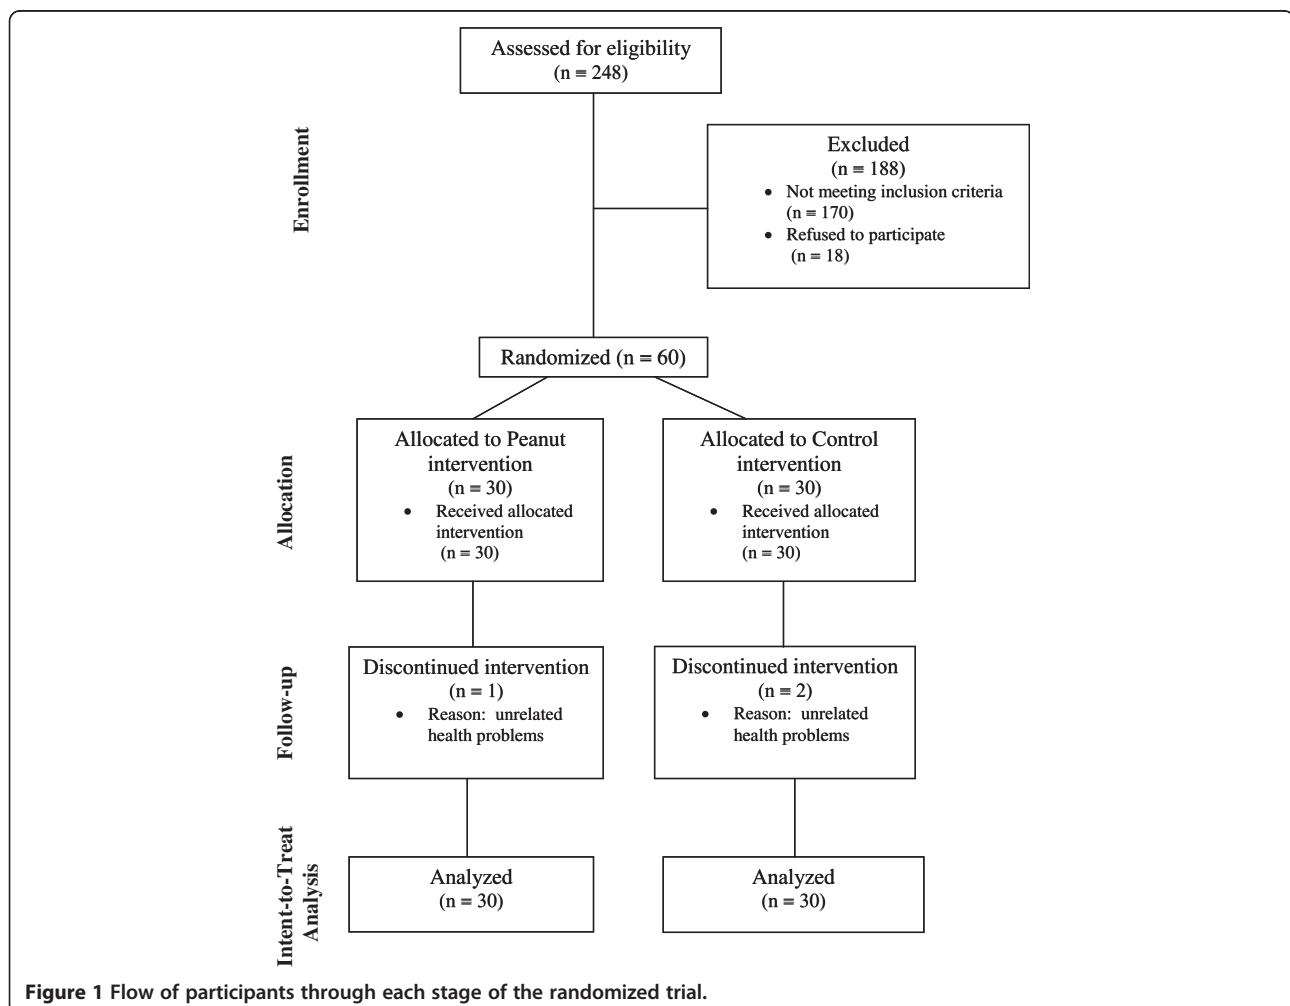 Assessed for eligibility
(n = 248)
Enrollment
Excluded
(n = 188)
• Not meeting inclusion criteria
(n = 170)
• Refused to participate
(n = 18)
Randomized (n = 60)
Allocation
Allocated to Peanut
intervention
(n = 30)
• Received allocated
intervention
(n = 30)
Allocated to Control
intervention
(n = 30)
• Received allocated
intervention
(n = 30)
Follow-up
Discontinued intervention
(n = 1)
• Reason: unrelated
health problems
Discontinued intervention
(n = 2)
• Reason: unrelated
health problems
Intent-to-Treat
Analysis
Analyzed
(n = 30)
Analyzed
(n = 30)
Figure 1 Flow of participants through each stage of the randomized trial.